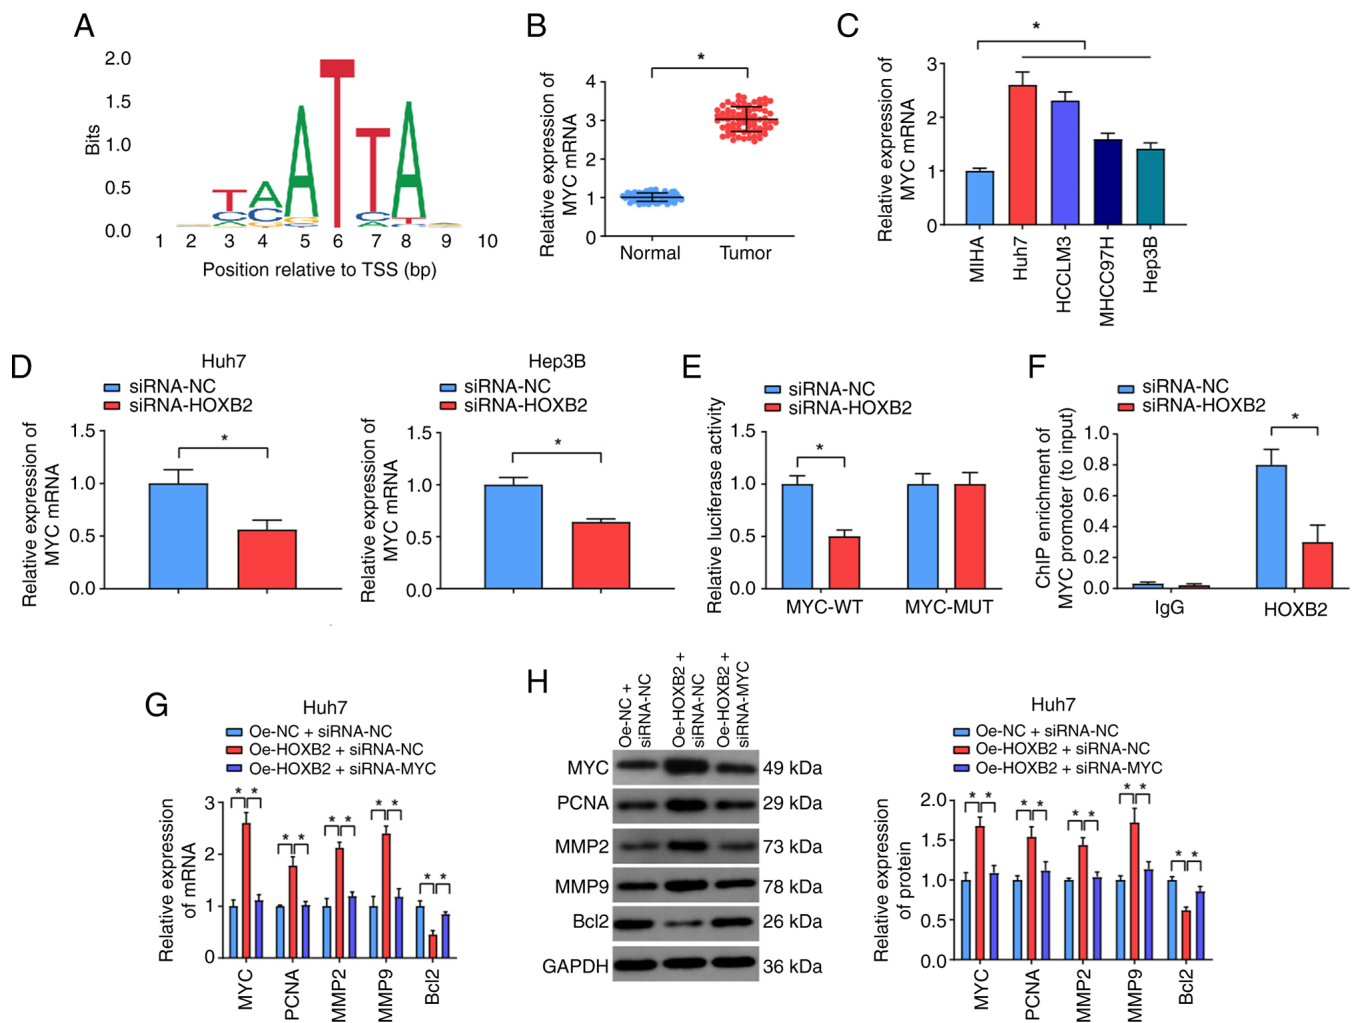 A
2.0
1.5
1.0
0.5
0.0
Bits
1 2 3 4 5 6 7 8 9 10
Position relative to TSS (bp)
B
*
Relative expression of
MYC mRNA
4
3
2
1
0
Normal Tumor
C
*
Relative expression of
MYC mRNA
3
2
1
0
MIHA
Huh7
HCCLM3
MHCC97H
Hep3B
D
Huh7
siRNA-NC
siRNA-HOXB2
*
Relative expression of
MYC mRNA
1.5
1.0
0.5
0.0
Hep3B
siRNA-NC
siRNA-HOXB2
*
Relative expression of
MYC mRNA
1.5
1.0
0.5
0.0
E
siRNA-NC
siRNA-HOXB2
*
Relative luciferase activity
1.5
1.0
0.5
0.0
MYC-WT MYC-MUT
F
siRNA-NC
siRNA-HOXB2
*
ChIP enrichment of
MYC promoter (to input)
1.0
0.8
0.6
0.4
0.2
0.0
IgG HOXB2
G
Huh7
Oe-NC + siRNA-NC
Oe-HOXB2 + siRNA-NC
Oe-HOXB2 + siRNA-MYC
Relative expression
of mRNA
3
2
1
0
* * * * * * * * * *
MYC
PCNA
MMP2
MMP9
Bcl2
H
Oe-NC +
siRNA-NC
Oe-HOXB2 +
siRNA-NC
Oe-HOXB2 +
siRNA-MYC
MYC 49 kDa
PCNA 29 kDa
MMP2 73 kDa
MMP9 78 kDa
Bcl2 26 kDa
GAPDH 36 kDa
Huh7
Oe-NC + siRNA-NC
Oe-HOXB2 + siRNA-NC
Oe-HOXB2 + siRNA-MYC
Relative expression
of protein
2.0
1.5
1.0
0.5
0.0
* * * * * * * * * *
MYC
PCNA
MMP2
MMP9
Bcl2